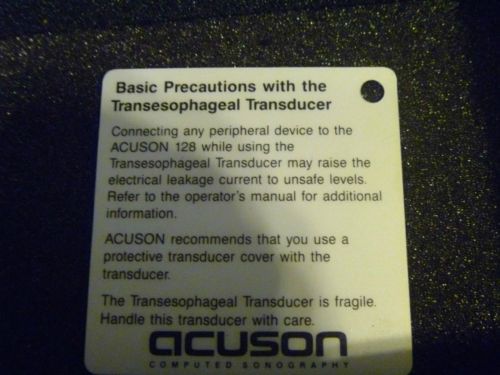 Basic Precautions with the
Transesophageal Transducer
Connecting any peripheral device to the
ACUSON 128 while using the
Transesophageal Transducer may raise the
electrical leakage current to unsafe levels.
Refer to the operator's manual for additional
information.
ACUSON recommends that you use a
protective transducer cover with the
transducer.
The Transesophageal Transducer is fragile.
Handle this transducer with care.
acuson
COMPUTED SONOGRAPHY